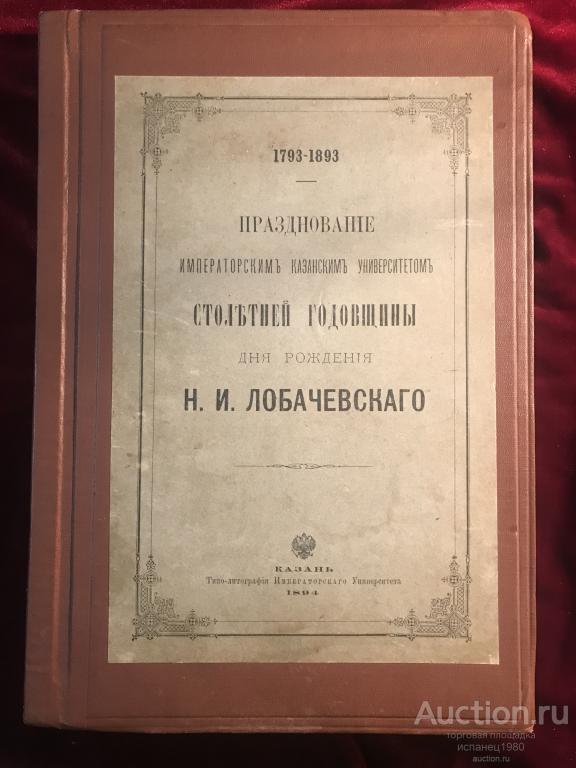 1793-1893
ПРАЗДНОВАНІЕ
ИМПЕРАТОРСКИМЪ КАЗАНСКИМЪ УНИВЕРСИТЕТОМЪ
СТОЛѢТНЕЙ ГОДОВЩИНЫ
ДНЯ РОЖДЕНІЯ
Н. И. ЛОБАЧЕВСКАГО
КАЗАНЬ
Типо-литографія Императорскаго Университета
1894
Auction.ru
торговая площадка
испанец1980
auction.ru